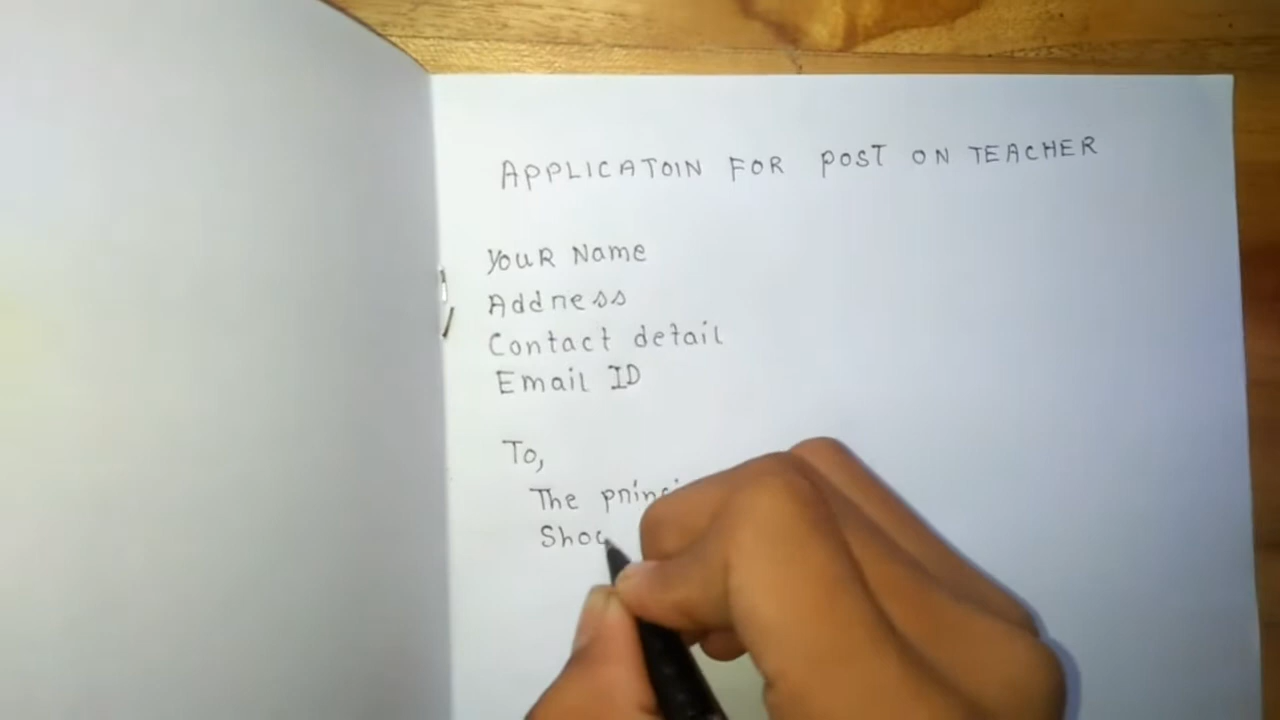 APPLICATOIN FOR POST ON TEACHER
YOUR Name
Address
Contact detail
Email ID
To,
The